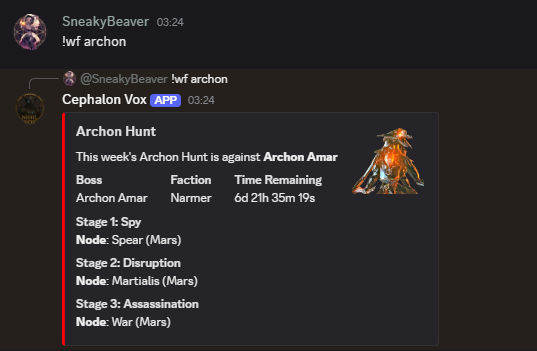 SneakyBeaver 03:24
!wf archon
@SneakyBeaver !wf archon
Cephalon Vox APP 03:24
Archon Hunt
This week's Archon Hunt is against Archon Amar
Boss Faction Time Remaining
Archon Amar Narmer 6d 21h 35m 19s
Stage 1: Spy
Node: Spear (Mars)
Stage 2: Disruption
Node: Martialis (Mars)
Stage 3: Assassination
Node: War (Mars)